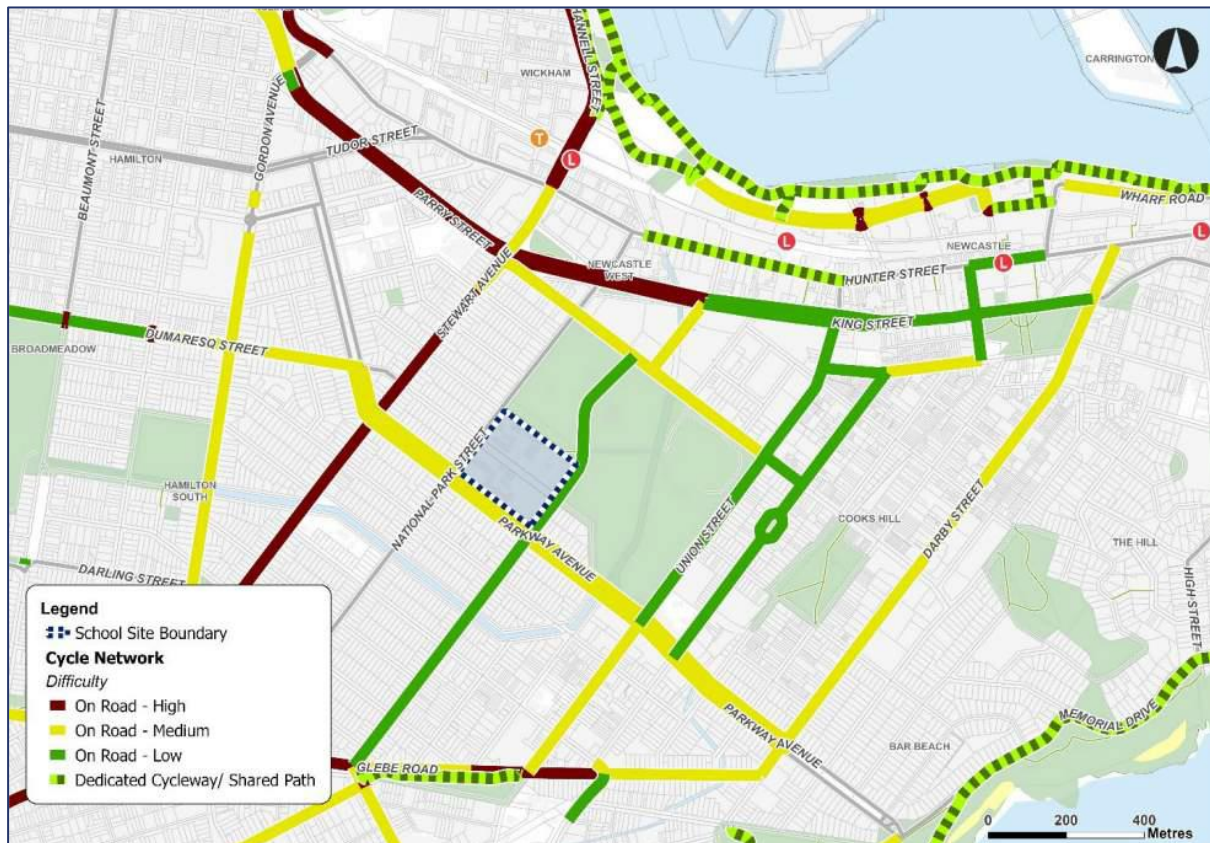 HANNELL STREET
WICKHAM
CARRINGTON
BEAUMONT STREET
GORDON AVENUE
TUDOR STREET
HAMILTON
T
L
PARRY STREET
WHARF ROAD
L
L
NEWCASTLE
L
NEWCASTLE
WEST
HUNTER STREET
STEWART AVENUE
KING STREET
DUMARESQ STREET
BROADMEADOW
NATIONAL PARK STREET
HAMILTON
SOUTH
COOKS HILL
UNION STREET
DARBY STREET
THE HILL
PARKWAY AVENUE
HIGH STREET
DARLING STREET
Legend
School Site Boundary
Cycle Network
Difficulty
On Road - High
On Road - Medium
On Road - Low
Dedicated Cycleway/ Shared Path
MEMORIAL DRIVE
PARKWAY AVENUE
BAR BEACH
GLEBE ROAD
0 200 400
Metres